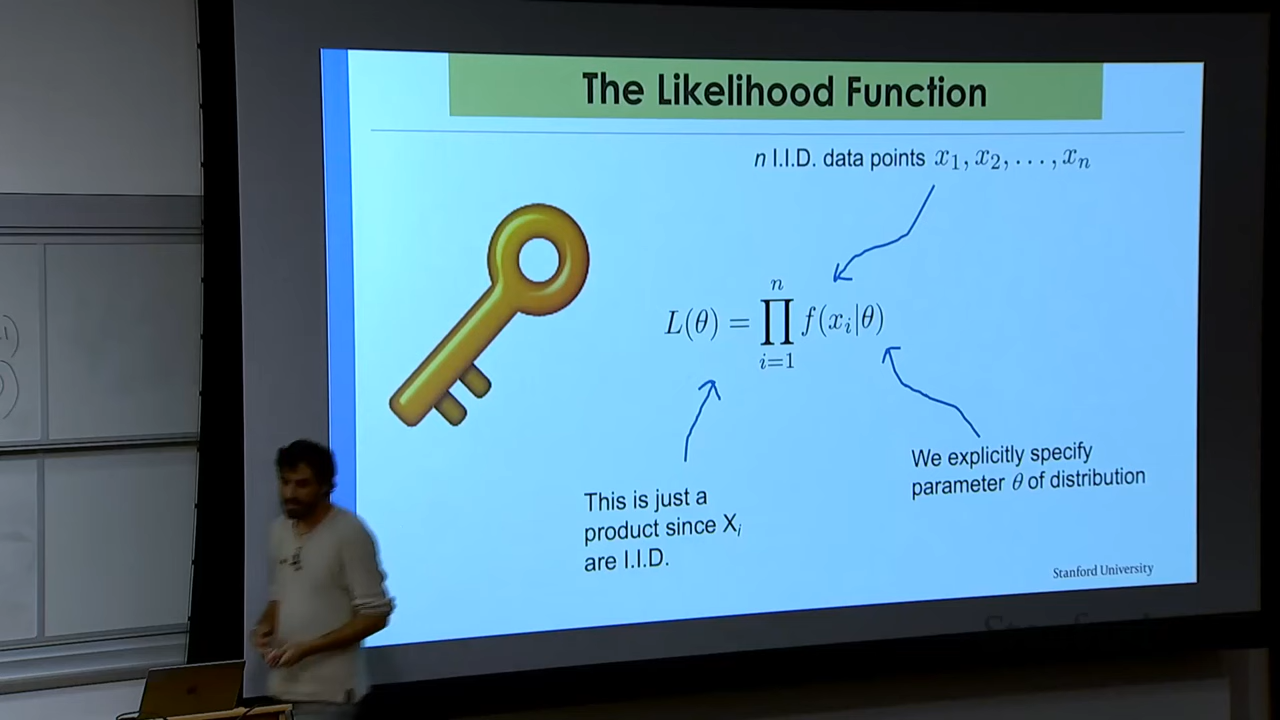 The Likelihood Function
n I.I.D. data points x₁, x₂, . . . , xₙ
L(θ) = ∏ᵢ₌₁ⁿ f(xᵢ|θ)
We explicitly specify
parameter θ of distribution
This is just a
product since Xᵢ
are I.I.D.
Stanford University